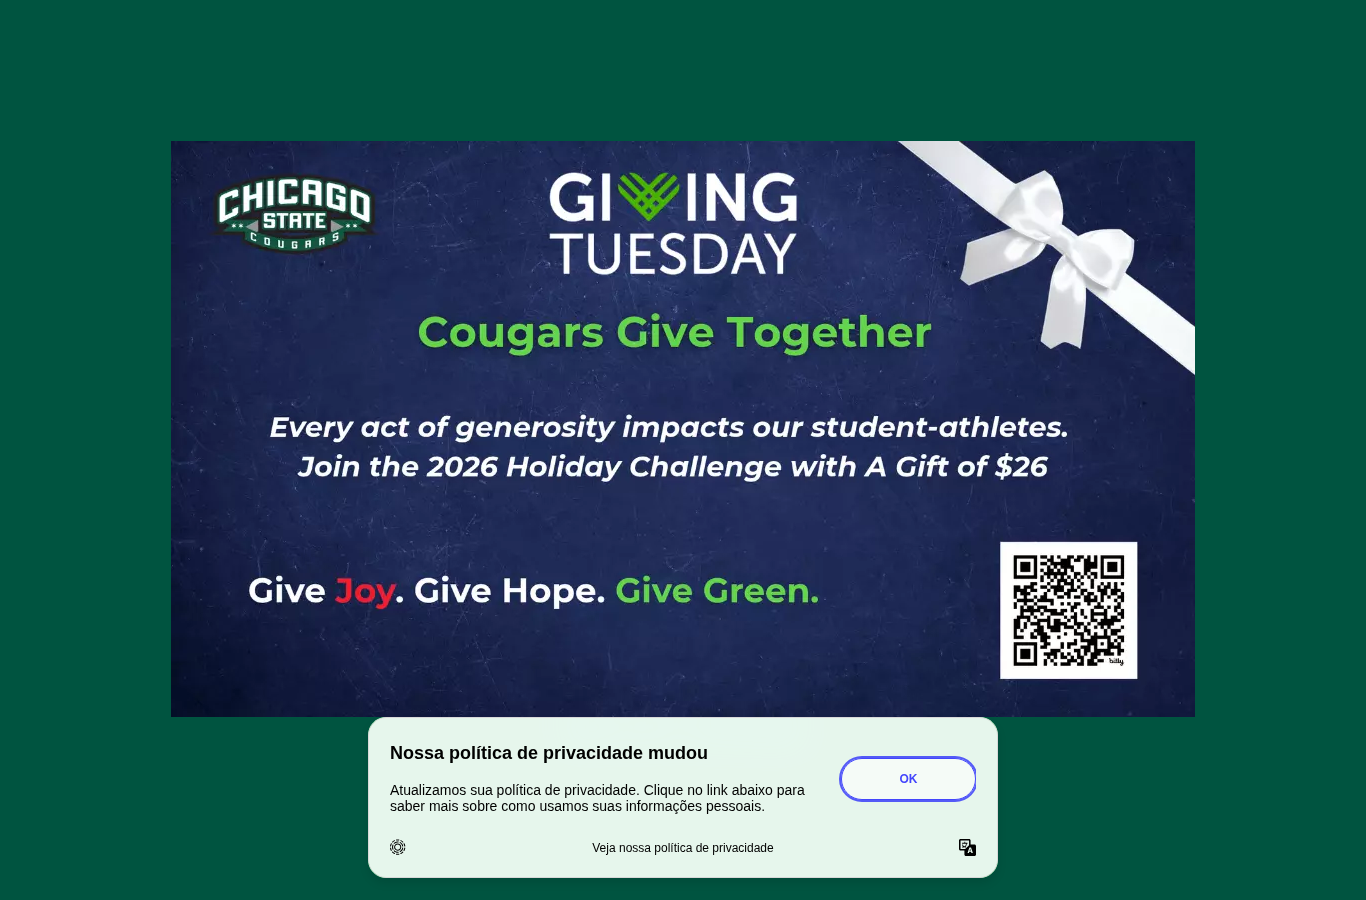 CHICAGO
STATE
COUGARS
GIVING
TUESDAY
Cougars Give Together
Every act of generosity impacts our student-athletes.
Join the 2026 Holiday Challenge with A Gift of $26
Give Joy. Give Hope. Give Green.
bitly
Nossa política de privacidade mudou
Atualizamos sua política de privacidade. Clique no link abaixo para
saber mais sobre como usamos suas informações pessoais.
OK
Veja nossa política de privacidade